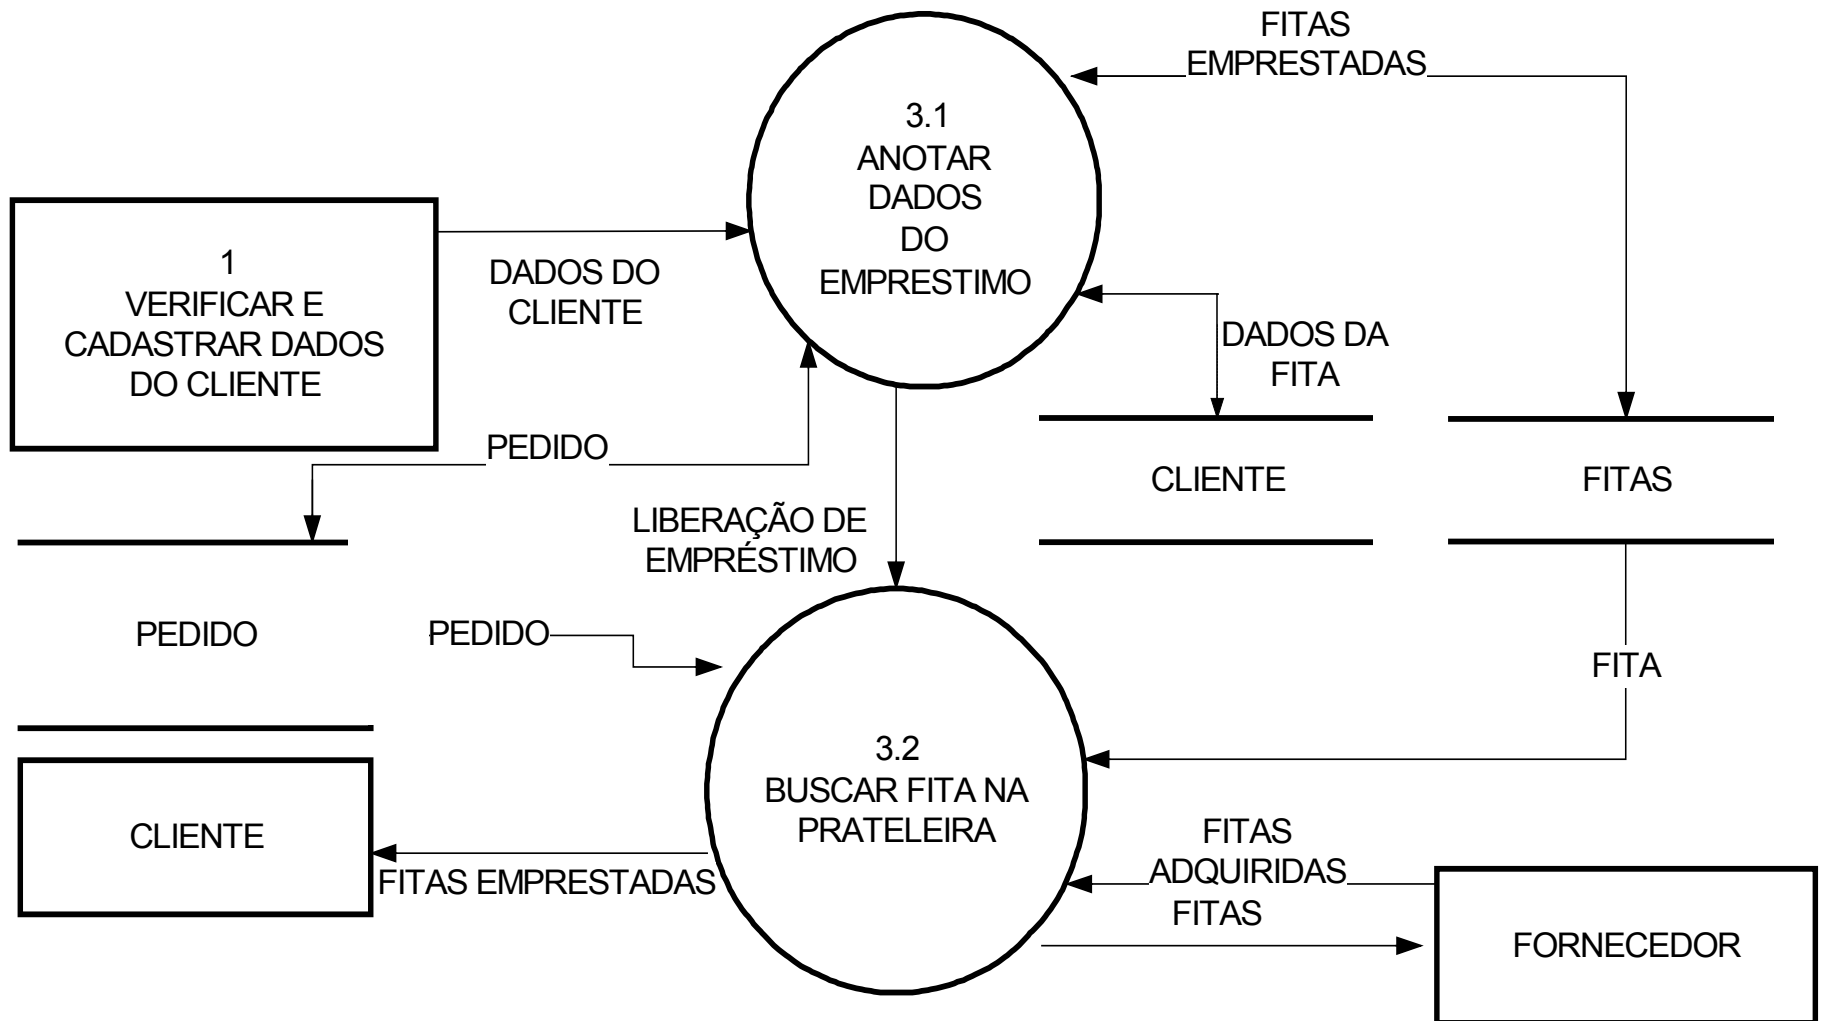 FITAS
EMPRESTADAS
3.1
ANOTAR
DADOS
DO
EMPRESTIMO
1
VERIFICAR E
CADASTRAR DADOS
DO CLIENTE
DADOS DO
CLIENTE
DADOS DA
FITA
PEDIDO
CLIENTE
FITAS
LIBERAÇÃO DE
EMPRÉSTIMO
PEDIDO
PEDIDO
FITA
3.2
BUSCAR FITA NA
PRATELEIRA
CLIENTE
FITAS EMPRESTADAS
FITAS
ADQUIRIDAS
FITAS
FORNECEDOR